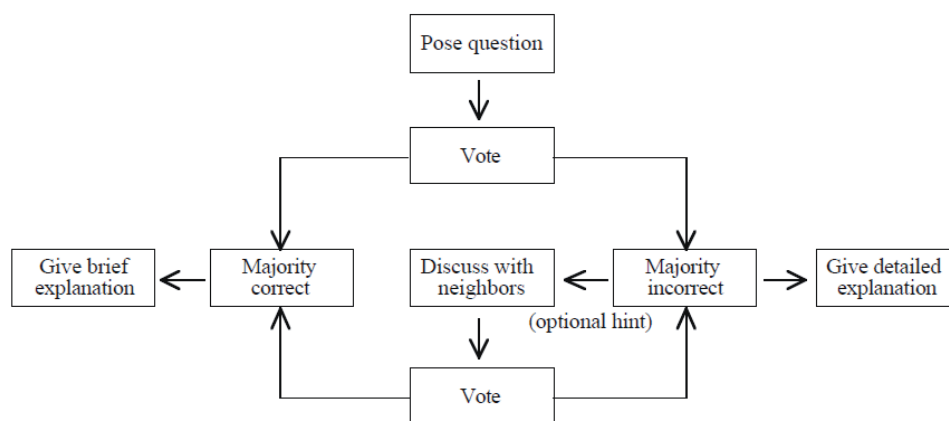 Pose question
Vote
Give brief
explanation
Majority
correct
Discuss with
neighbors
Majority
incorrect
Give detailed
explanation
(optional hint)
Vote